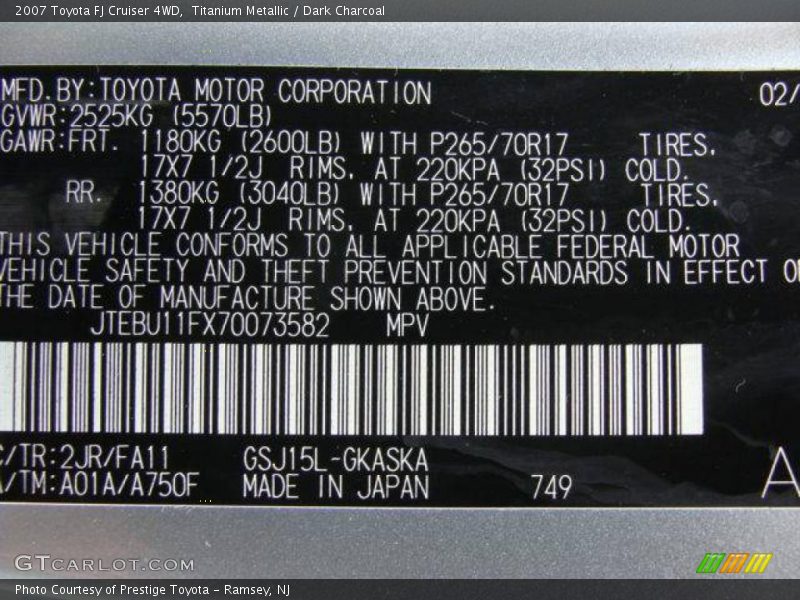 2007 Toyota FJ Cruiser 4WD, Titanium Metallic / Dark Charcoal
MFD. BY: TOYOTA MOTOR CORPORATION 02/
GVWR: 2525KG (5570LB)
GAWR: FRT. 1180KG (2600LB) WITH P265/70R17 TIRES,
17X7 1/2J RIMS, AT 220KPA (32PSI) COLD.
RR. 1380KG (3040LB) WITH P265/70R17 TIRES,
17X7 1/2J RIMS, AT 220KPA (32PSI) COLD.
THIS VEHICLE CONFORMS TO ALL APPLICABLE FEDERAL MOTOR
VEHICLE SAFETY AND THEFT PREVENTION STANDARDS IN EFFECT O
THE DATE OF MANUFACTURE SHOWN ABOVE.
JTEBU11FX70073582 MPV
C/TR: 2JR/FA11 GSJ15L-GKASKA
A/TM: A01A/A750F MADE IN JAPAN 749 A
GTCARLOT.COM
Photo Courtesy of Prestige Toyota - Ramsey, NJ